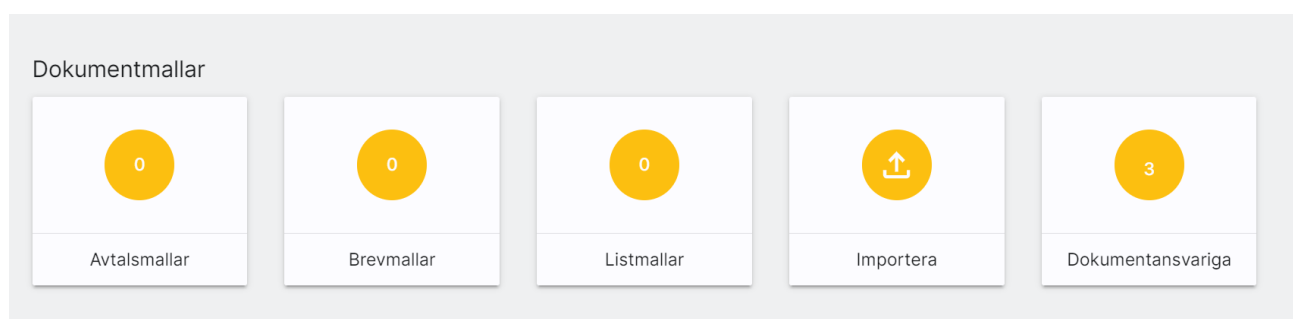 Dokumentmallar
0
0
0
3
Avtalsmallar
Brevmallar
Listmallar
Importera
Dokumentansvariga